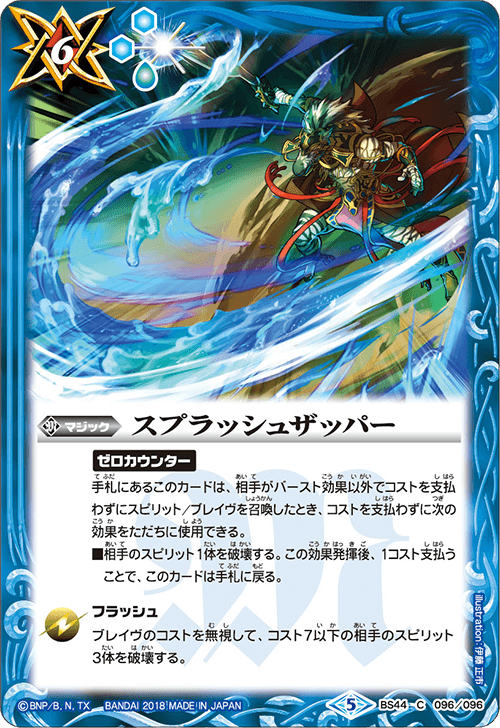 6
マジック スプラッシュザッパー
ゼロカウンター
手札にあるこのカードは、相手がバースト効果以外でコストを支払
わずにスピリット/ブレイヴを召喚したとき、コストを支払わずに次の
効果をただちに使用できる。
■相手のスピリット1体を破壊する。この効果発揮後、1コスト支払う
ことで、このカードは手札に戻る。
フラッシュ
ブレイヴのコストを無視して、コスト7以下の相手のスピリット
3体を破壊する。
illustration:伊藤 正市
©BNP/B, N, TX BANDAI 2018 MADE IN JAPAN 5 BS44 C 096/096